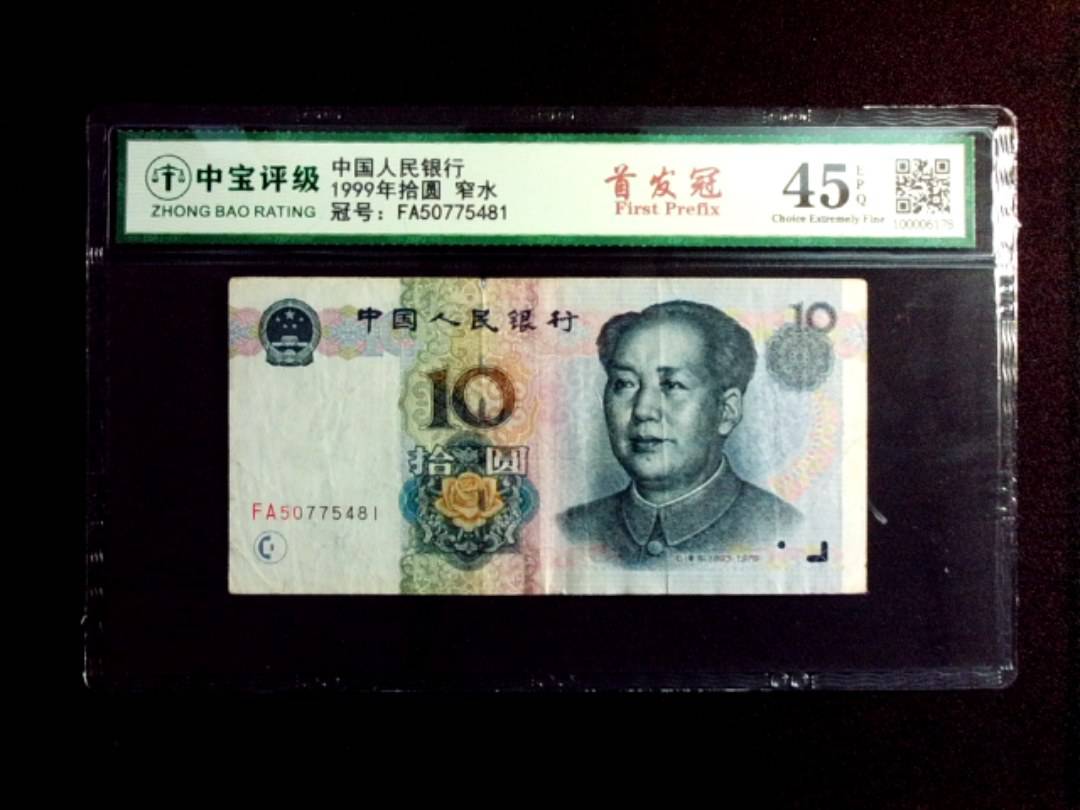 中宝评级
ZHONG BAO RATING
中国人民银行
1999年拾圆 窄水
冠号：FA50775481
首发冠
First Prefix
45
EPQ
Choice Extremely Fine
100006175
中国人民银行
10
10
拾圆
FA50775481